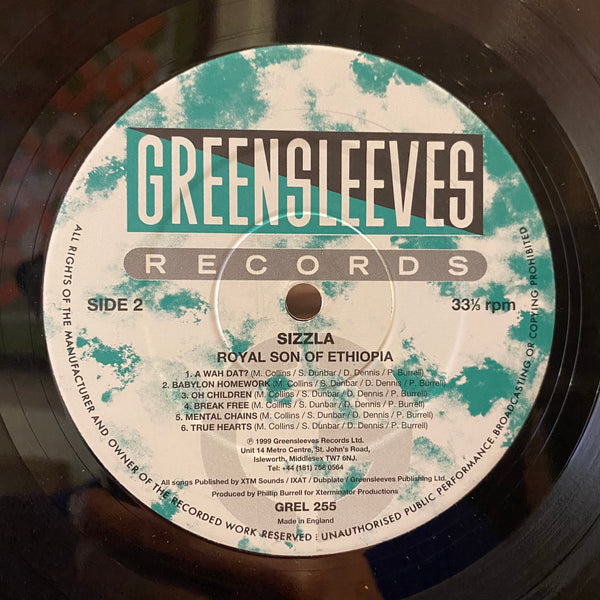 GREENSLEEVES
RECORDS
SIDE 2
33⅓ rpm
SIZZLA
ROYAL SON OF ETHIOPIA
1. A WAH DAT? (M. Collins / S. Dunbar / D. Dennis / P. Burrell)
2. BABYLON HOMEWORK (M. Collins / S. Dunbar / D. Dennis / P. Burrell)
3. OH CHILDREN (M. Collins / S. Dunbar / D. Dennis / P. Burrell)
4. BREAK FREE (M. Collins / S. Dunbar / D. Dennis / P. Burrell)
5. MENTAL CHAINS (M. Collins / S. Dunbar / D. Dennis / P. Burrell)
6. TRUE HEARTS (M. Collins / S. Dunbar / D. Dennis / P. Burrell)
℗ 1999 Greensleeves Records Ltd.
Unit 14 Metro Centre, St. John's Road,
Isleworth, Middlesex TW7 6NJ.
Tel: +44 (181) 758 0564
All songs Published by XTM Sounds / IXAT / Dubplate / Greensleeves Publishing Ltd.
Produced by Phillip Burrell for Xterminator Productions
GREL 255
Made in England
ALL RIGHTS OF THE MANUFACTURER AND OWNER OF THE RECORDED WORK RESERVED : UNAUTHORISED PUBLIC PERFORMANCE BROADCASTING OR COPYING PROHIBITED